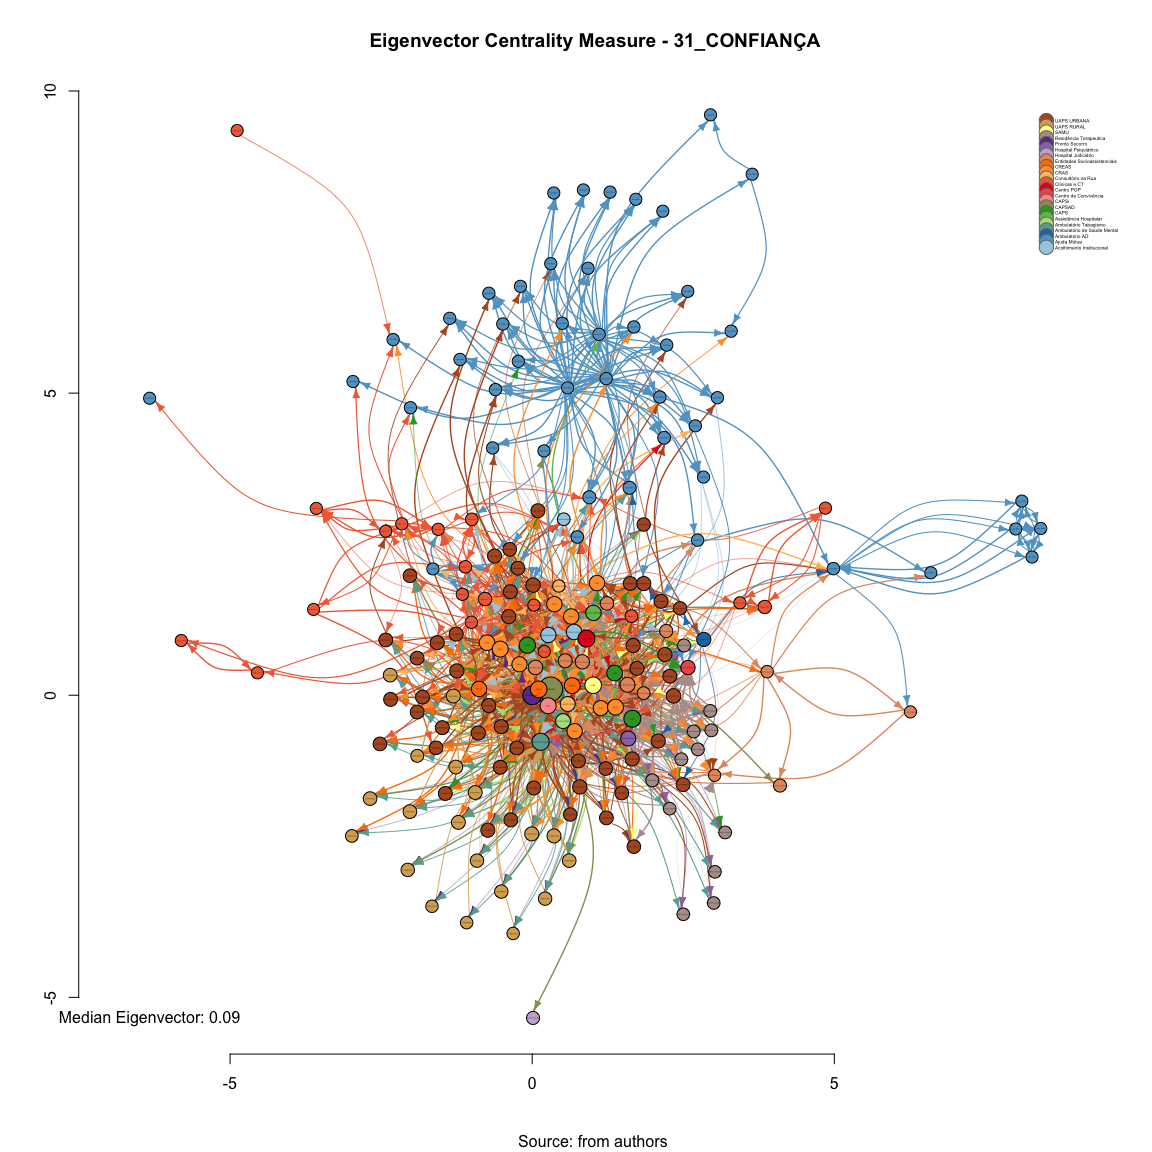 Eigenvector Centrality Measure - 31_CONFIANÇA
10
5
0
-5
UAPS URBANA
UAPS RURAL
SAMU
Residência Terapeutica
Pronto Socorro
Hospital Psiquiátrico
Hospital Judiciário
Entidades Socioassistenciais
CREAS
CRAS
Consultório na Rua
Clínicas e CT
Centro POP
Centro de Convivência
CAPSi
CAPSAD
CAPS
Assistência Hospitalar
Ambulatório Tabagismo
Ambulatório de Saúde Mental
Ambulatório AD
Ajuda Mútua
Acolhimento Institucional
Median Eigenvector: 0.09
-5
0
5
Source: from authors